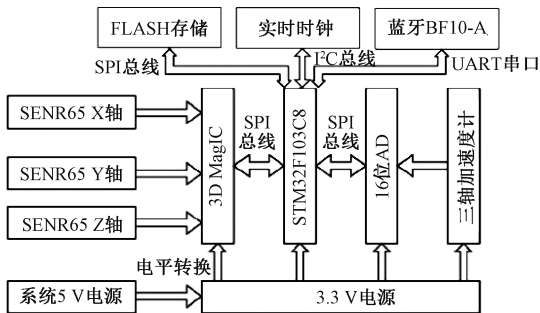 FLASH存储
实时时钟
蓝牙BF10-A
SPI总线
I²C总线
UART串口
SENR65 X轴
SENR65 Y轴
SENR65 Z轴
3D MagIC
SPI
总线
STM32F103C8
SPI
总线
16位AD
三轴加速度计
电平转换
系统5 V电源
3.3 V电源